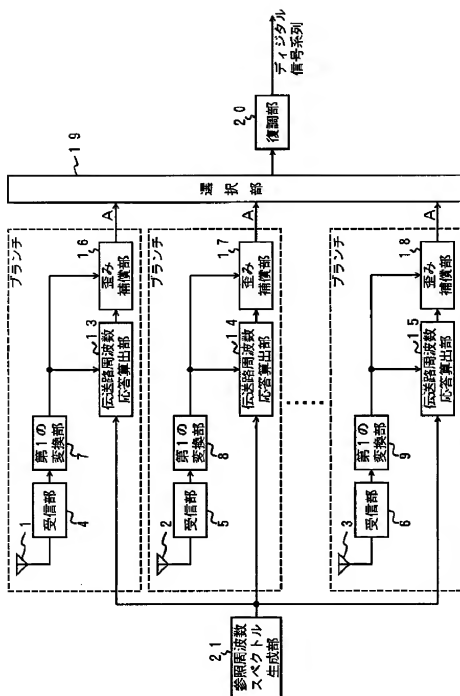 ブランチ
1
受信部
4
第1の
変換部
7
伝送路周波数
応答算出部
13
歪み
補償部
16
A
ブランチ
2
受信部
5
第1の
変換部
8
伝送路周波数
応答算出部
14
歪み
補償部
17
A
ブランチ
3
受信部
6
第1の
変換部
9
伝送路周波数
応答算出部
15
歪み
補償部
18
A
21
参照周波数
スペクトル
生成部
選択部
19
復調部
20
ディジタル
信号系列